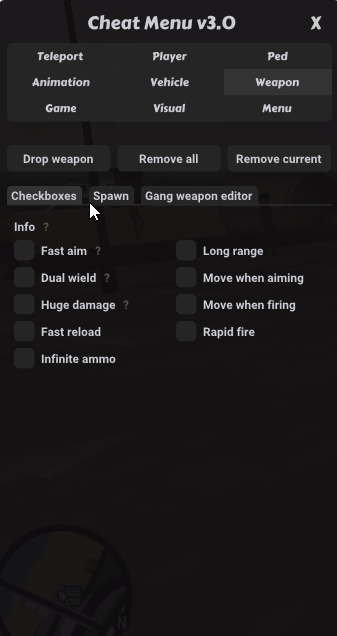 Cheat Menu v3.0 X
Teleport Player Ped
Animation Vehicle Weapon
Game Visual Menu
Drop weapon Remove all Remove current
Checkboxes Spawn Gang weapon editor
Info ?
Fast aim ? Long range
Dual wield ? Move when aiming
Huge damage ? Move when firing
Fast reload Rapid fire
Infinite ammo
N